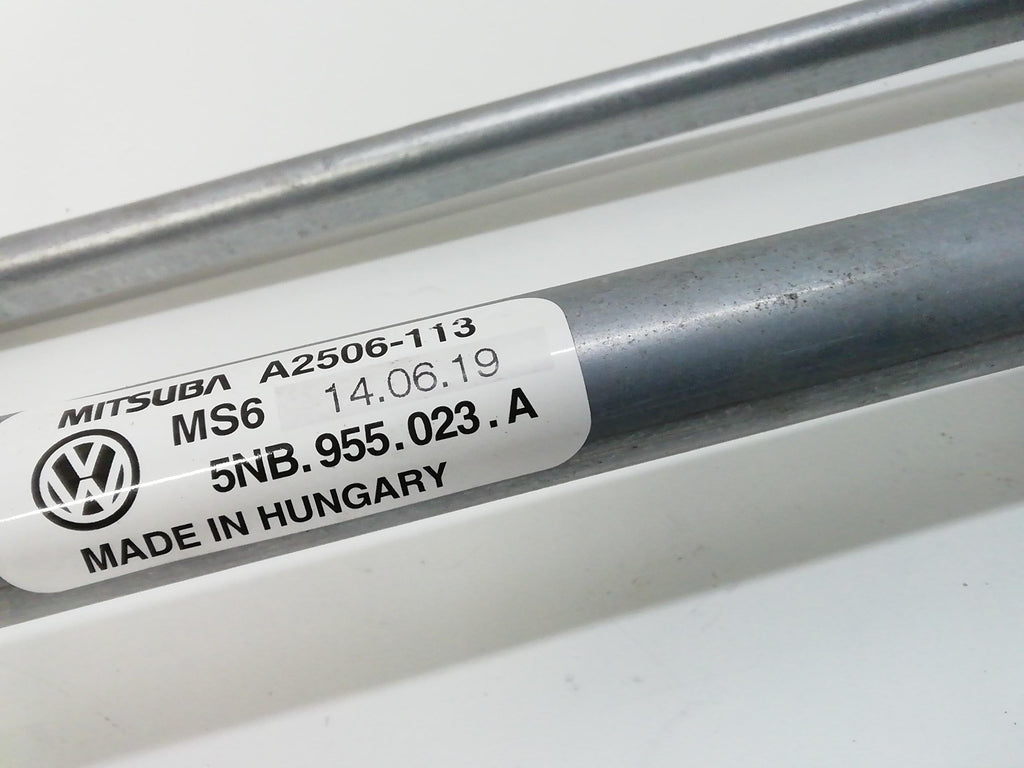 MITSUBA A2506-113
MS6 14.06.19
5NB.955.023.A
MADE IN HUNGARY